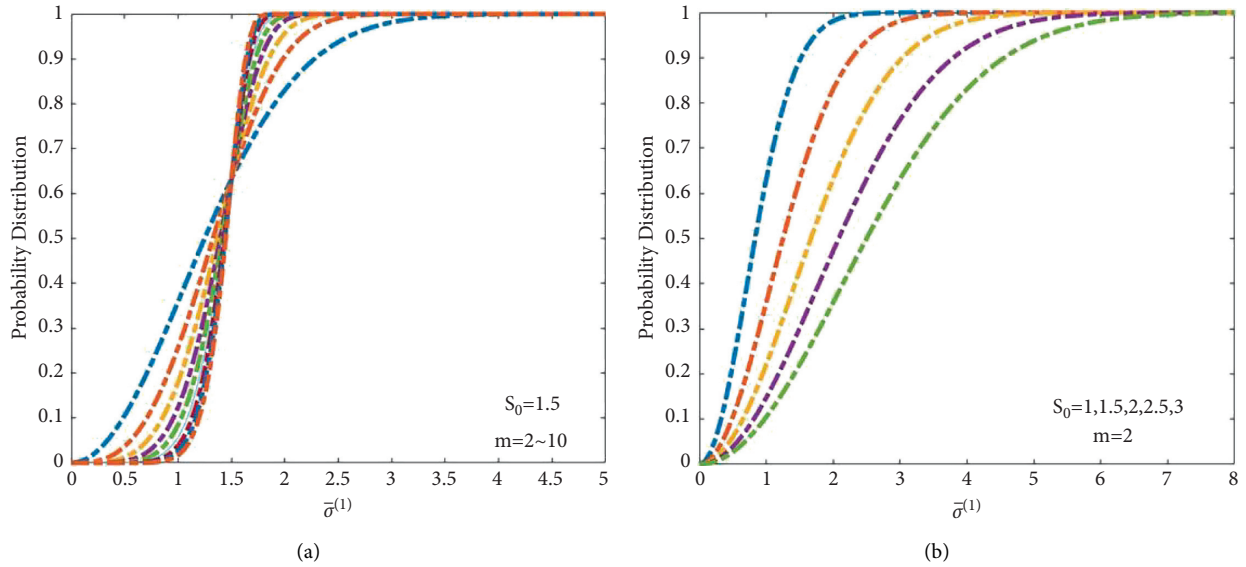 1
0.9
0.8
0.7
0.6
0.5
0.4
0.3
0.2
0.1
0
Probability Distribution
S₀=1.5
m=2~10
0 0.5 1 1.5 2 2.5 3 3.5 4 4.5 5
σ̅⁽¹⁾
(a)
1
0.9
0.8
0.7
0.6
0.5
0.4
0.3
0.2
0.1
0
Probability Distribution
S₀=1,1.5,2,2.5,3
m=2
0 1 2 3 4 5 6 7 8
σ̅⁽¹⁾
(b)